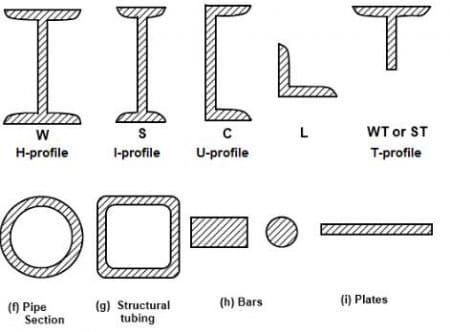 W
S
C
L
WT or ST
H-profile
I-profile
U-profile
T-profile
(f) Pipe
Section
(g) Structural
tubing
(h) Bars
(i) Plates